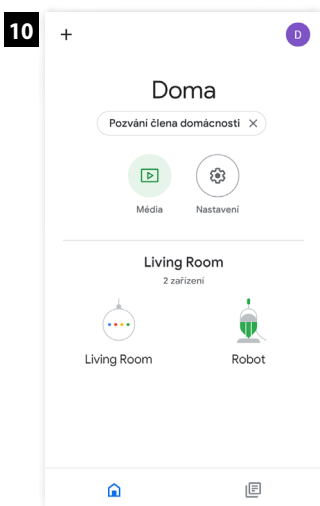 10
+ D
Doma
Pozvání člena domácnosti ×
Média Nastavení
Living Room
2 zařízení
Living Room Robot